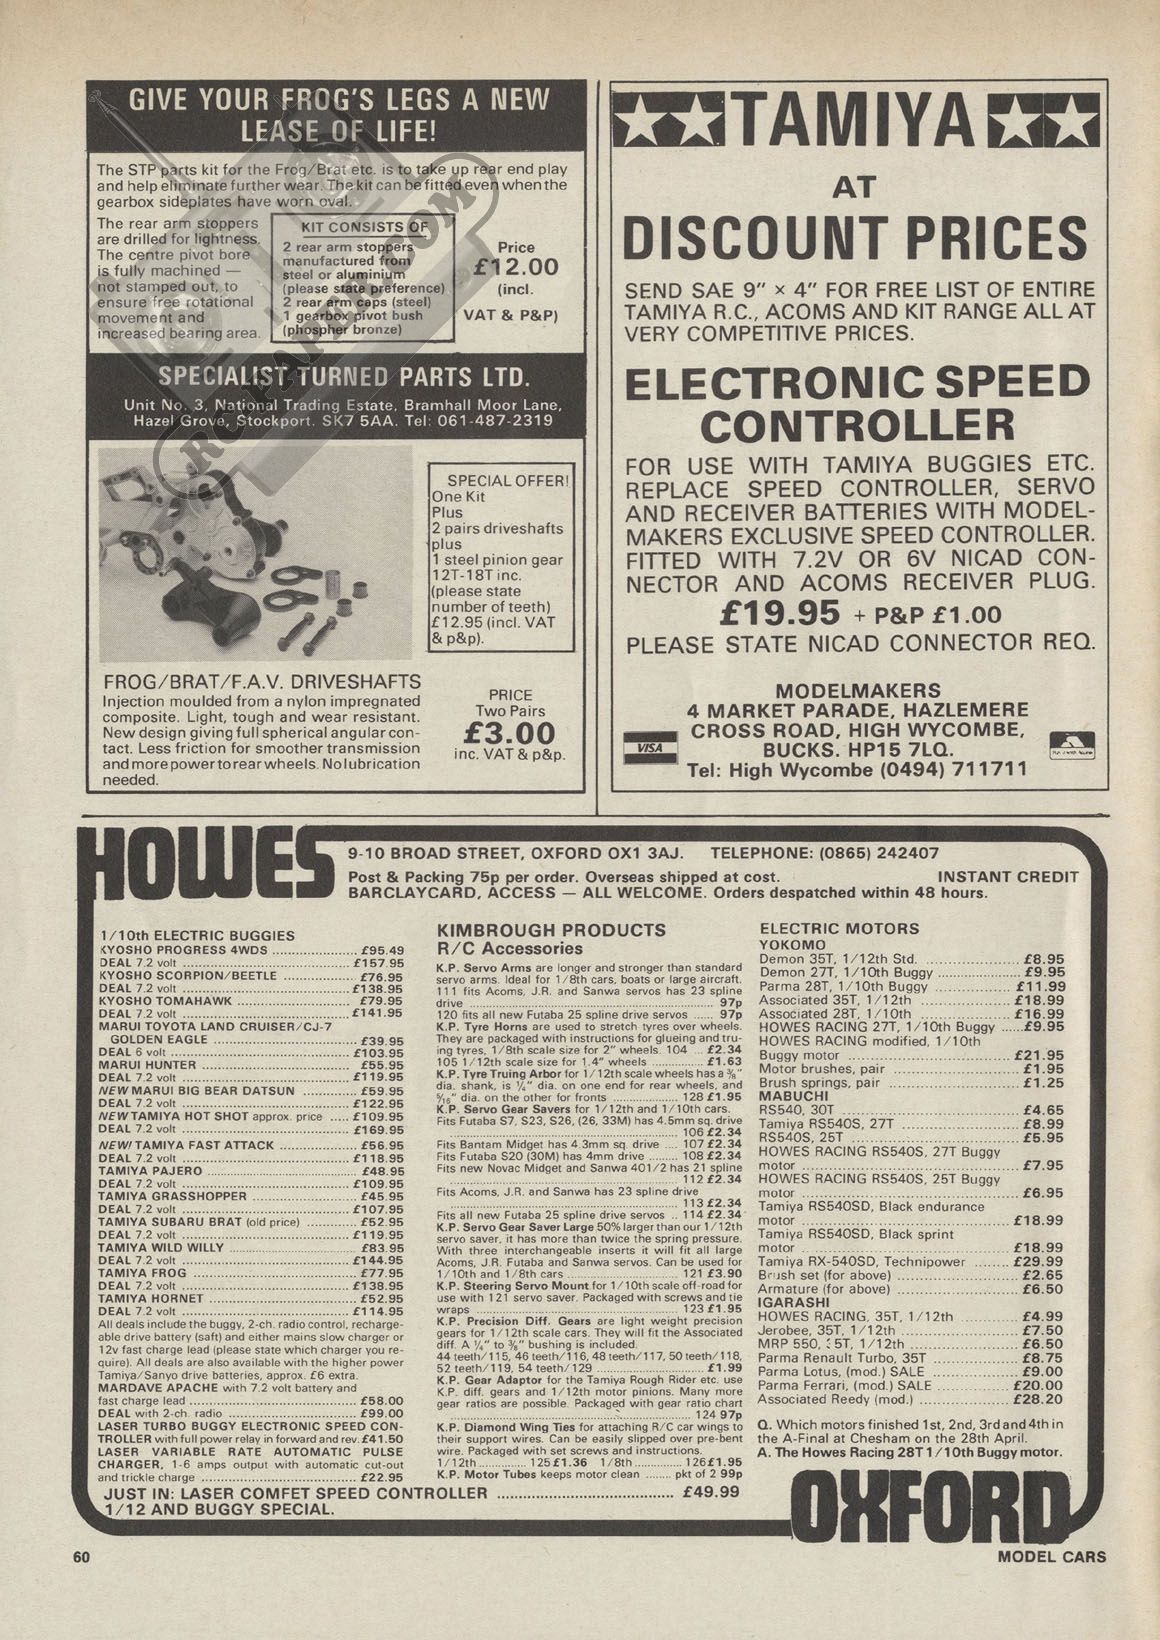 GIVE YOUR FROG'S LEGS A NEW
LEASE OF LIFE!
The STP parts kit for the Frog/Brat etc. is to take up rear end play
and help eliminate further wear. The kit can be fitted even when the
gearbox sideplates have worn oval.
The rear arm stoppers
are drilled for lightness.
The centre pivot bore
is fully machined —
not stamped out, to
ensure free rotational
movement and
increased bearing area.
KIT CONSISTS OF
2 rear arm stoppers
manufactured from
steel or aluminium
(please state preference)
2 rear arm caps (steel)
1 gearbox pivot bush
(phospher bronze)
Price
£12.00
(incl.
VAT & P&P)
RCSCRAPYARD.COM
SPECIALIST TURNED PARTS LTD.
Unit No. 3, National Trading Estate, Bramhall Moor Lane,
Hazel Grove, Stockport. SK7 5AA. Tel: 061-487-2319
SPECIAL OFFER!
One Kit
Plus
2 pairs driveshafts
plus
1 steel pinion gear
12T-18T inc.
(please state
number of teeth)
£12.95 (incl. VAT
& p&p).
FROG/BRAT/F.A.V. DRIVESHAFTS
Injection moulded from a nylon impregnated
composite. Light, tough and wear resistant.
New design giving full spherical angular con-
tact. Less friction for smoother transmission
and more power to rear wheels. No lubrication
needed.
PRICE
Two Pairs
£3.00
inc. VAT & p&p.
TAMIYA
AT
DISCOUNT PRICES
SEND SAE 9" × 4" FOR FREE LIST OF ENTIRE
TAMIYA R.C., ACOMS AND KIT RANGE ALL AT
VERY COMPETITIVE PRICES.
ELECTRONIC SPEED
CONTROLLER
FOR USE WITH TAMIYA BUGGIES ETC.
REPLACE SPEED CONTROLLER, SERVO
AND RECEIVER BATTERIES WITH MODEL-
MAKERS EXCLUSIVE SPEED CONTROLLER.
FITTED WITH 7.2V OR 6V NICAD CON-
NECTOR AND ACOMS RECEIVER PLUG.
£19.95 + P&P £1.00
PLEASE STATE NICAD CONNECTOR REQ.
MODELMAKERS
4 MARKET PARADE, HAZLEMERE
CROSS ROAD, HIGH WYCOMBE,
BUCKS. HP15 7LQ.
Tel: High Wycombe (0494) 711711
VISA
HOWES
9-10 BROAD STREET, OXFORD OX1 3AJ. TELEPHONE: (0865) 242407
Post & Packing 75p per order. Overseas shipped at cost. INSTANT CREDIT
BARCLAYCARD, ACCESS — ALL WELCOME. Orders despatched within 48 hours.
1/10th ELECTRIC BUGGIES
KYOSHO PROGRESS 4WDS £95.49
DEAL 7.2 volt £157.95
KYOSHO SCORPION/BEETLE £76.95
DEAL 7.2 volt £138.95
KYOSHO TOMAHAWK £79.95
DEAL 7.2 volt £141.95
MARUI TOYOTA LAND CRUISER/CJ-7
GOLDEN EAGLE £39.95
DEAL 6 volt £103.95
MARUI HUNTER £55.95
DEAL 7.2 volt £119.95
NEW MARUI BIG BEAR DATSUN £59.95
DEAL 7.2 volt £122.95
NEW TAMIYA HOT SHOT approx. price £109.95
DEAL 7.2 volt £169.95
NEW! TAMIYA FAST ATTACK £56.95
DEAL 7.2 volt £118.95
TAMIYA PAJERO £48.95
DEAL 7.2 volt £109.95
TAMIYA GRASSHOPPER £45.95
DEAL 7.2 volt £107.95
TAMIYA SUBARU BRAT (old price) £52.95
DEAL 7.2 volt £119.95
TAMIYA WILD WILLY £83.95
DEAL 7.2 volt £144.95
TAMIYA FROG £77.95
DEAL 7.2 volt £138.95
TAMIYA HORNET £52.95
DEAL 7.2 volt £114.95
All deals include the buggy, 2-ch. radio control, recharge-
able drive battery (saft) and either mains slow charger or
12v fast charge lead (please state which charger you re-
quire). All deals are also available with the higher power
Tamiya/Sanyo drive batteries, approx. £6 extra.
MARDAVE APACHE with 7.2 volt battery and
fast charge lead £58.00
DEAL with 2-ch. radio £99.00
LASER TURBO BUGGY ELECTRONIC SPEED CON-
TROLLER with full power relay in forward and rev. £41.50
LASER VARIABLE RATE AUTOMATIC PULSE
CHARGER, 1-6 amps output with automatic cut-out
and trickle charge £22.95
JUST IN: LASER COMFET SPEED CONTROLLER £49.99
1/12 AND BUGGY SPECIAL.
KIMBROUGH PRODUCTS
R/C Accessories
K.P. Servo Arms are longer and stronger than standard
servo arms. Ideal for 1/8th cars, boats or large aircraft.
111 fits Acoms, J.R. and Sanwa servos has 23 spline
drive 97p
120 fits all new Futaba 25 spline drive servos 97p
K.P. Tyre Horns are used to stretch tyres over wheels.
They are packaged with instructions for glueing and tru-
ing tyres, 1/8th scale size for 2" wheels. 104 £2.34
105 1/12th scale size for 1.4" wheels £1.63
K.P. Tyre Truing Arbor for 1/12th scale wheels has a 3/8"
dia. shank, is 1/4" dia. on one end for rear wheels, and
5/16" dia. on the other for fronts 128 £1.95
K.P. Servo Gear Savers for 1/12th and 1/10th cars.
Fits Futaba S7, S23, S26, (26, 33M) has 4.5mm sq. drive
106 £2.34
Fits Bantam Midget has 4.3mm sq. drive 107 £2.34
Fits Futaba S20 (30M) has 4mm drive 108 £2.34
Fits new Novac Midget and Sanwa 401/2 has 21 spline
112 £2.34
Fits Acoms, J.R. and Sanwa has 23 spline drive
113 £2.34
Fits all new Futaba 25 spline drive servos 114 £2.34
K.P. Servo Gear Saver Large 50% larger than our 1/12th
servo saver, it has more than twice the spring pressure.
With three interchangeable inserts it will fit all large
Acoms, J.R. Futaba and Sanwa servos. Can be used for
1/10th and 1/8th cars 121 £3.90
K.P. Steering Servo Mount for 1/10th scale off-road for
use with 121 servo saver. Packaged with screws and tie
wraps 123 £1.95
K.P. Precision Diff. Gears are light weight precision
gears for 1/12th scale cars. They will fit the Associated
diff. A 1/4" to 3/8" bushing is included.
44 teeth/115, 46 teeth/116, 48 teeth/117, 50 teeth/118,
52 teeth/119, 54 teeth/129 £1.99
K.P. Gear Adaptor for the Tamiya Rough Rider etc. use
K.P. diff. gears and 1/12th motor pinions. Many more
gear ratios are possible. Packaged with gear ratio chart
124 97p
K.P. Diamond Wing Ties for attaching R/C car wings to
their support wires. Can be easily slipped over pre-bent
wire. Packaged with set screws and instructions.
1/12th 125 £1.36 1/8th 126 £1.95
K.P. Motor Tubes keeps motor clean pkt of 2 99p
ELECTRIC MOTORS
YOKOMO
Demon 35T, 1/12th Std. £8.95
Demon 27T, 1/10th Buggy £9.95
Parma 28T, 1/10th Buggy £11.99
Associated 35T, 1/12th £18.99
Associated 28T, 1/10th £16.99
HOWES RACING 27T, 1/10th Buggy £9.95
HOWES RACING modified, 1/10th
Buggy motor £21.95
Motor brushes, pair £1.95
Brush springs, pair £1.25
MABUCHI
RS540, 30T £4.65
Tamiya RS540S, 27T £8.99
RS540S, 25T £5.95
HOWES RACING RS540S, 27T Buggy
motor £7.95
HOWES RACING RS540S, 25T Buggy
motor £6.95
Tamiya RS540SD, Black endurance
motor £18.99
Tamiya RS540SD, Black sprint
motor £18.99
Tamiya RX-540SD, Technipower £29.99
Brush set (for above) £2.65
Armature (for above) £6.50
IGARASHI
HOWES RACING, 35T, 1/12th £4.99
Jerobee, 35T, 1/12th £7.50
MRP 550, 35T, 1/12th £6.50
Parma Renault Turbo, 35T £8.75
Parma Lotus, (mod.) SALE £9.00
Parma Ferrari, (mod.) SALE £20.00
Associated Reedy (mod.) £28.20
Q. Which motors finished 1st, 2nd, 3rd and 4th in
the A-Final at Chesham on the 28th April.
A. The Howes Racing 28T 1/10th Buggy motor.
OXFORD
60
MODEL CARS